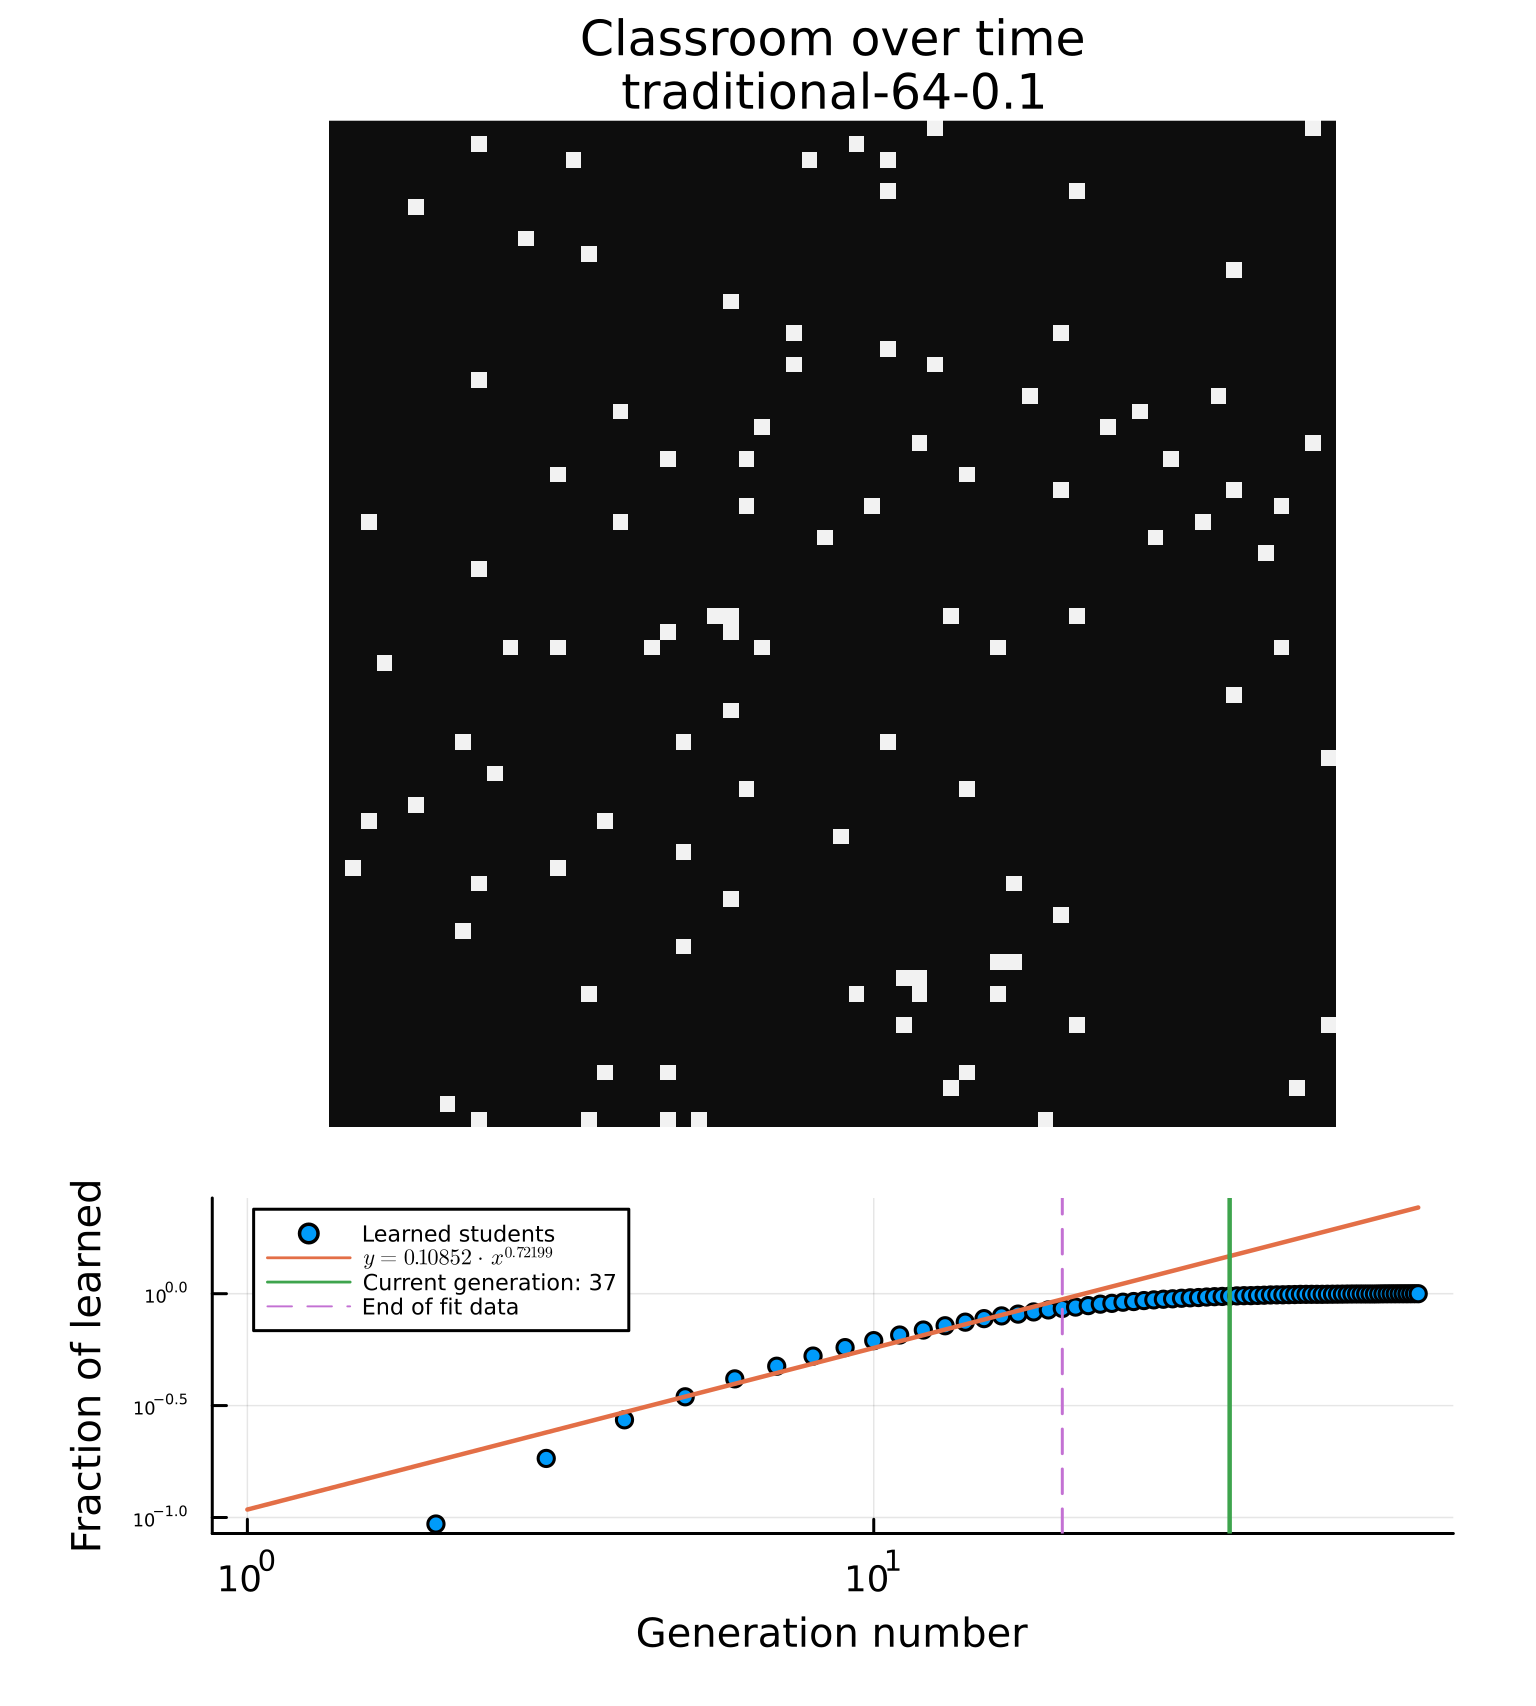 Classroom over time
traditional-64-0.1
Fraction of learned
Learned students
y = 0.10852 · x^0.72199
Current generation: 37
End of fit data
10^0.0
10^−0.5
10^−1.0
10^0
10^1
Generation number